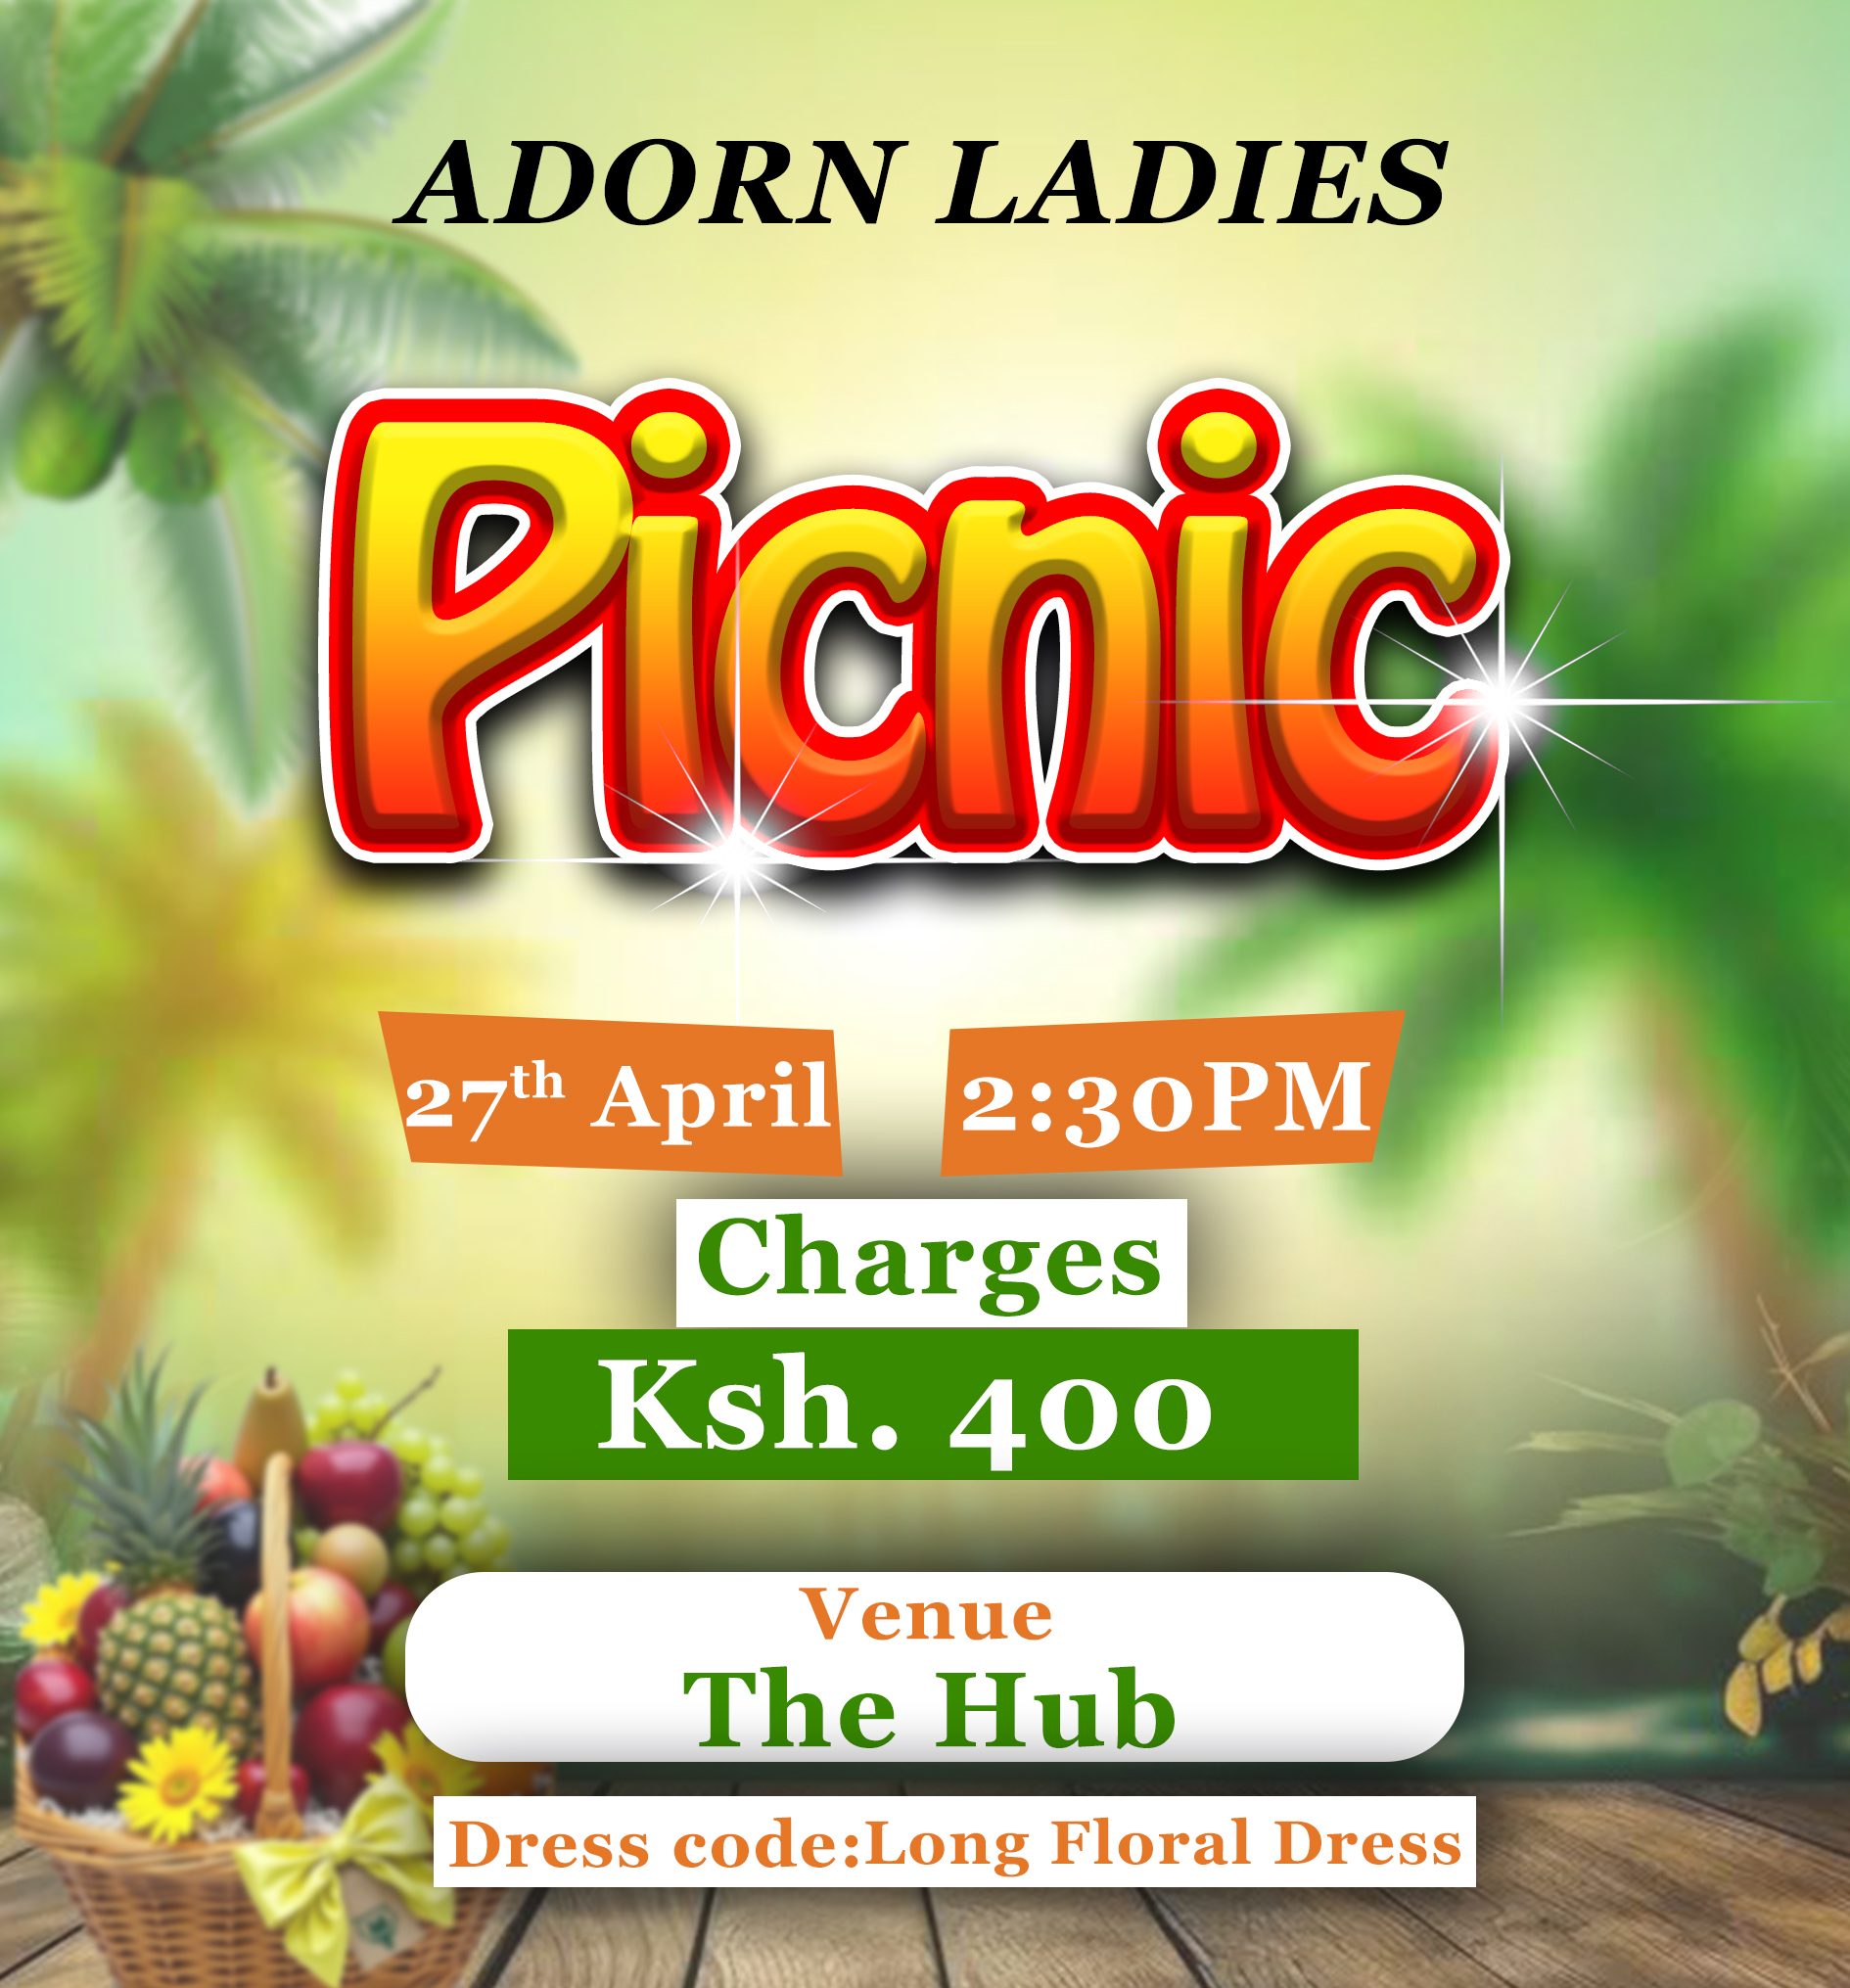 ADORN LADIES
Picnic
27th April 2:30PM
Charges
Ksh. 400
Venue
The Hub
Dress code:Long Floral Dress